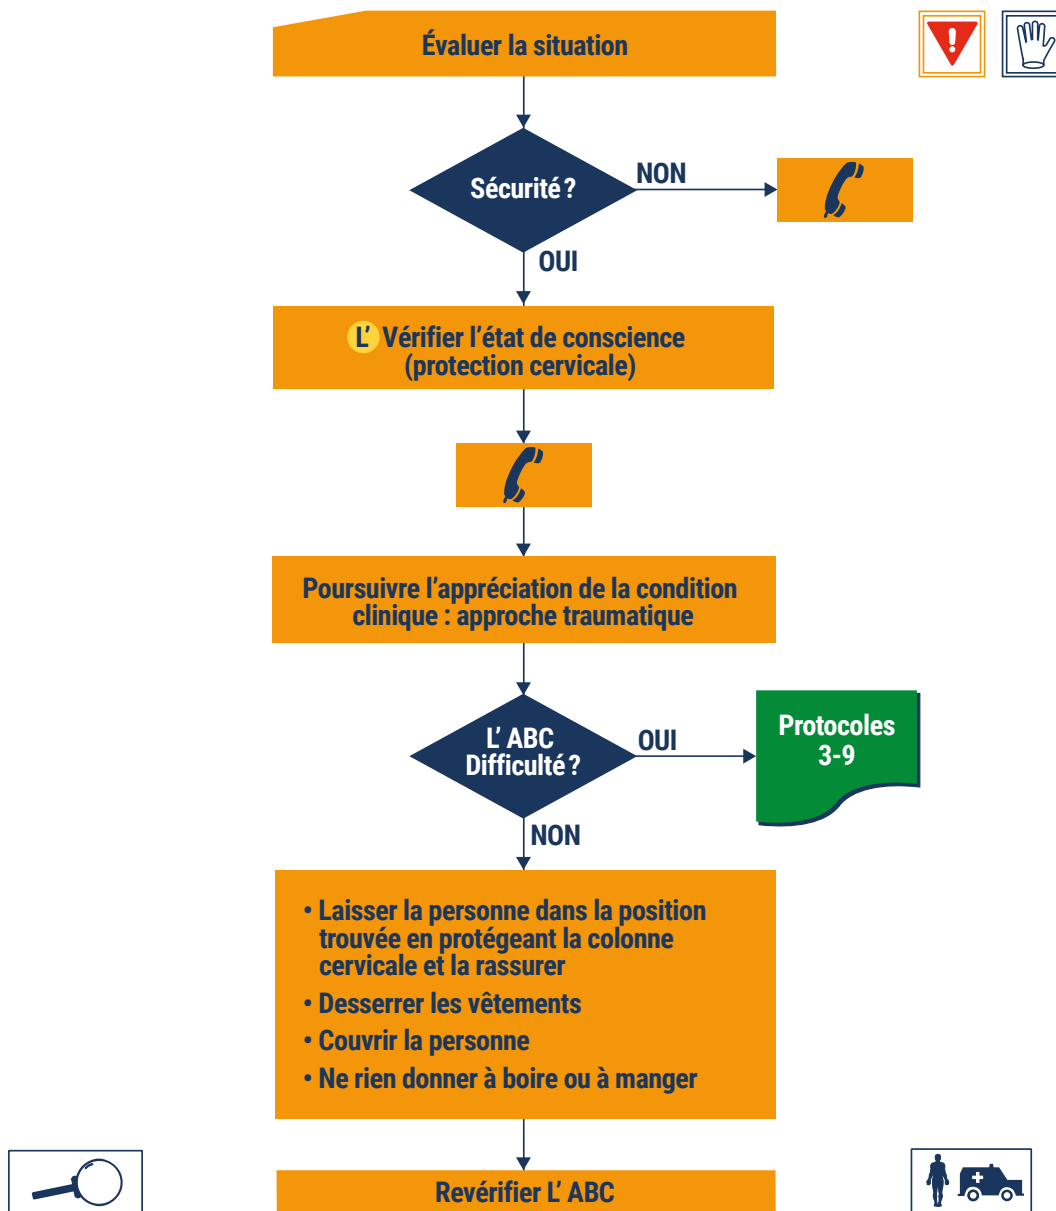 Évaluer la situation
Sécurité ?
NON
OUI
L' Vérifier l'état de conscience
(protection cervicale)
Poursuivre l'appréciation de la condition
clinique : approche traumatique
L' ABC
Difficulté ?
OUI
Protocoles
3-9
NON
• Laisser la personne dans la position
trouvée en protégeant la colonne
cervicale et la rassurer
• Desserrer les vêtements
• Couvrir la personne
• Ne rien donner à boire ou à manger
Revérifier L' ABC